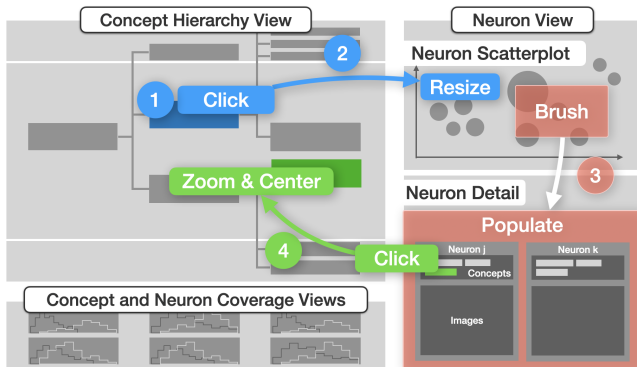 Concept Hierarchy View
Neuron View
2
Neuron Scatterplot
1
Click
Resize
Brush
Zoom & Center
3
Neuron Detail
Populate
4
Click
Neuron j
Neuron k
Concepts
Concept and Neuron Coverage Views
Images